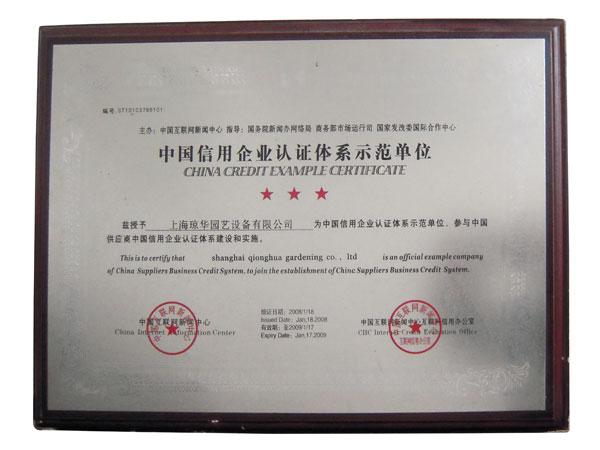 编号:ST10103798101
主办:中国互联网新闻中心 指导:国务院新闻办网络局 商务部市场运行司 国家发改委国际合作中心
中国信用企业认证体系示范单位
CHINA CREDIT EXAMPLE CERTIFICATE
兹授予 上海琼华园艺设备有限公司 为中国信用企业认证体系示范单位,参与中国
供应商中国信用企业认证体系建设和实施。
This is to certify that shanghai qionghua gardening co., ltd is an official example company
of China Suppliers Business Credit System, to join the establishment of China Suppliers Business Credit System.
颁证日期: 2008/1/18
Issued Date: Jan,18.2008
有效期: 至2009/1/17
Expiry Date: Jan,17.2009
中国互联网新闻中心
China Internet Information Center
中国互联网新闻中心互联网信用办公室
CIIC Internet Credit Evaluation Office